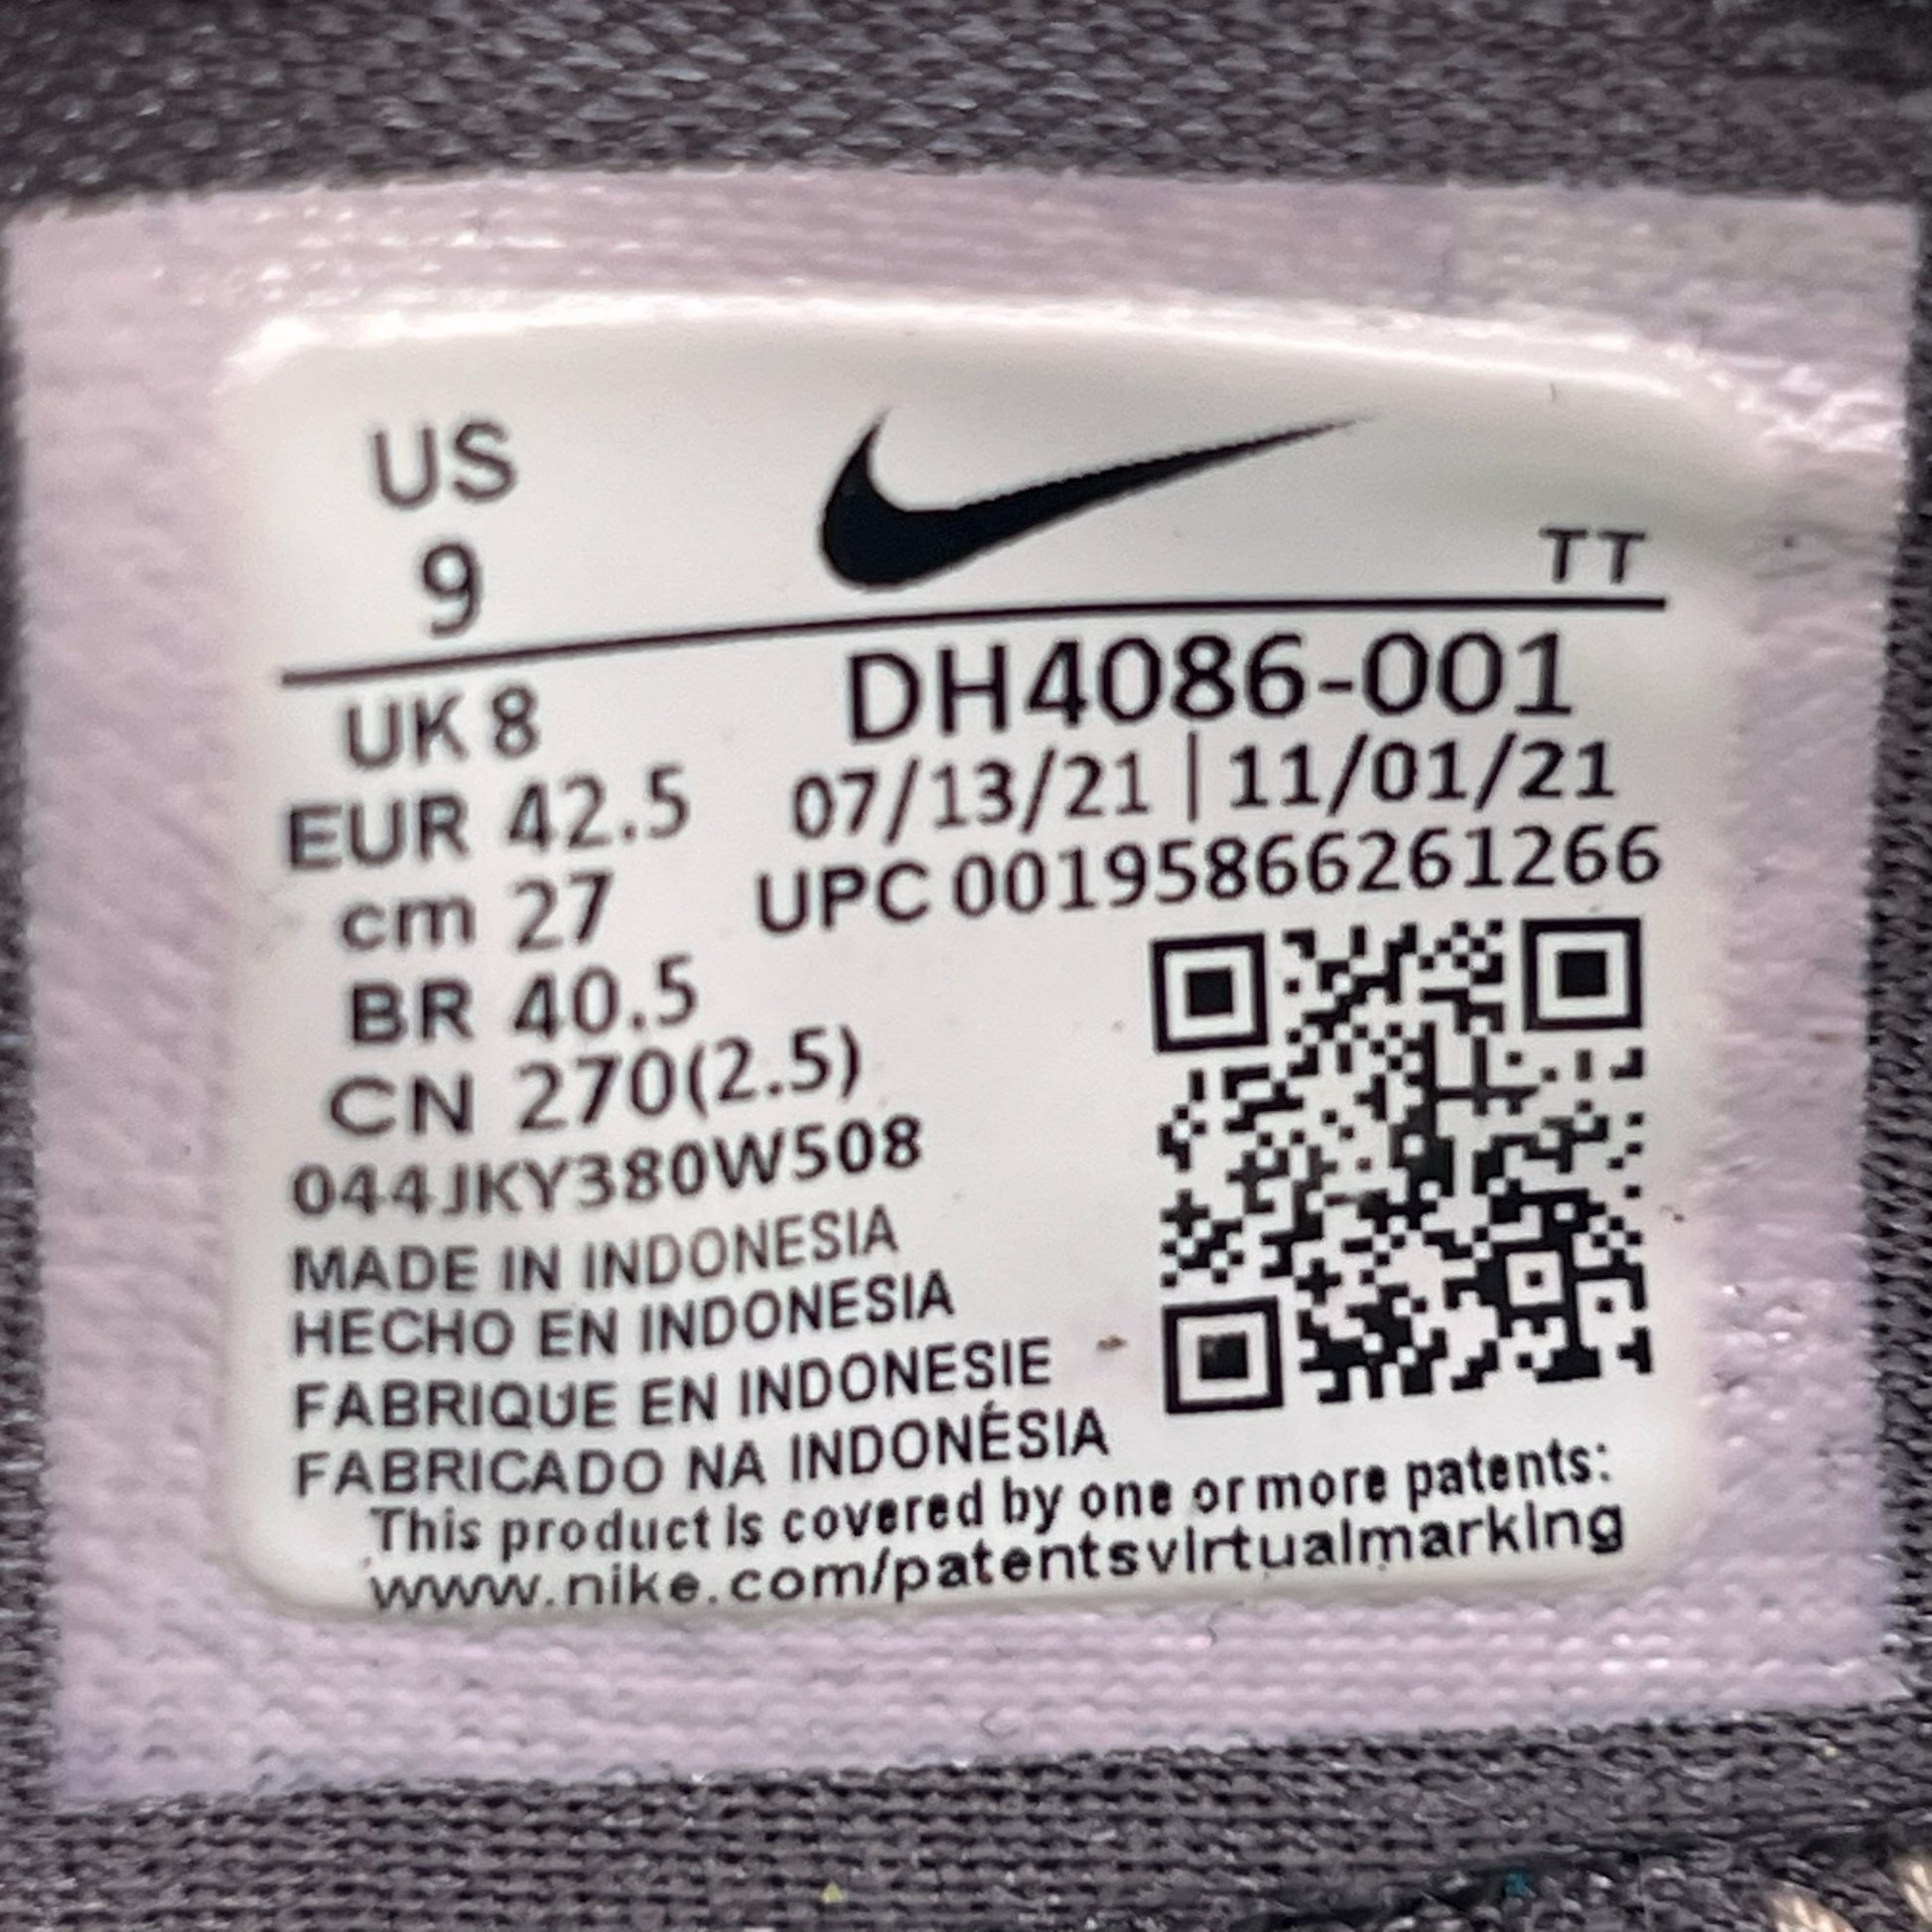 US
9
TT
UK 8
EUR 42.5
cm 27
BR 40.5
CN 270(2.5)
DH4086-001
07/13/21 | 11/01/21
UPC 00195866261266
044JKY380W508
MADE IN INDONESIA
HECHO EN INDONESIA
FABRIQUE EN INDONESIE
FABRICADO NA INDONÉSIA
This product is covered by one or more patents:
www.nike.com/patentsvirtualmarking